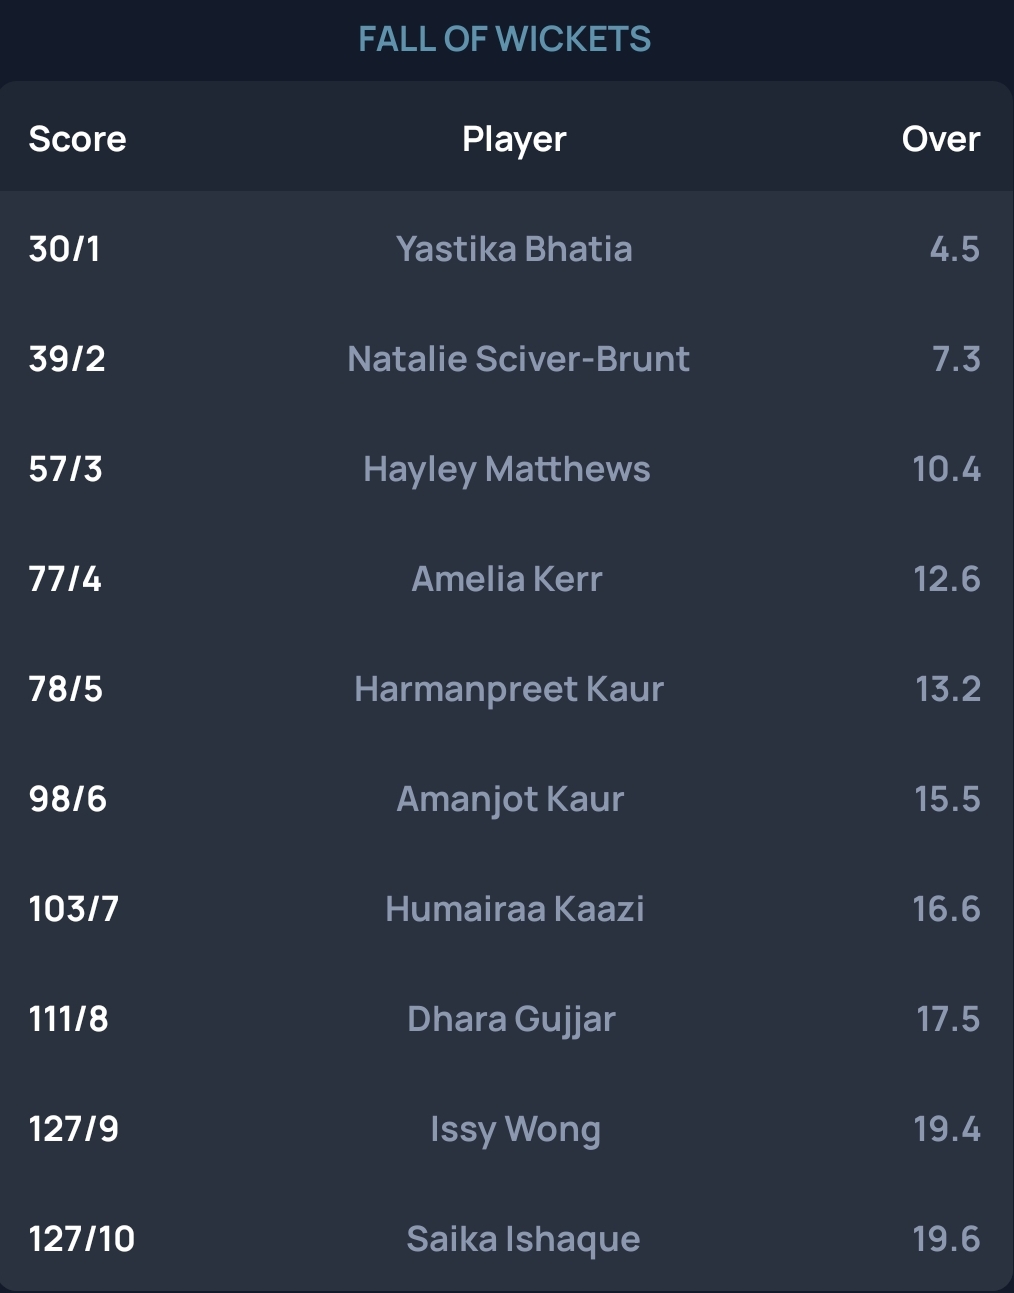 FALL OF WICKETS
Score Player Over
30/1 Yastika Bhatia 4.5
39/2 Natalie Sciver-Brunt 7.3
57/3 Hayley Matthews 10.4
77/4 Amelia Kerr 12.6
78/5 Harmanpreet Kaur 13.2
98/6 Amanjot Kaur 15.5
103/7 Humairaa Kaazi 16.6
111/8 Dhara Gujjar 17.5
127/9 Issy Wong 19.4
127/10 Saika Ishaque 19.6